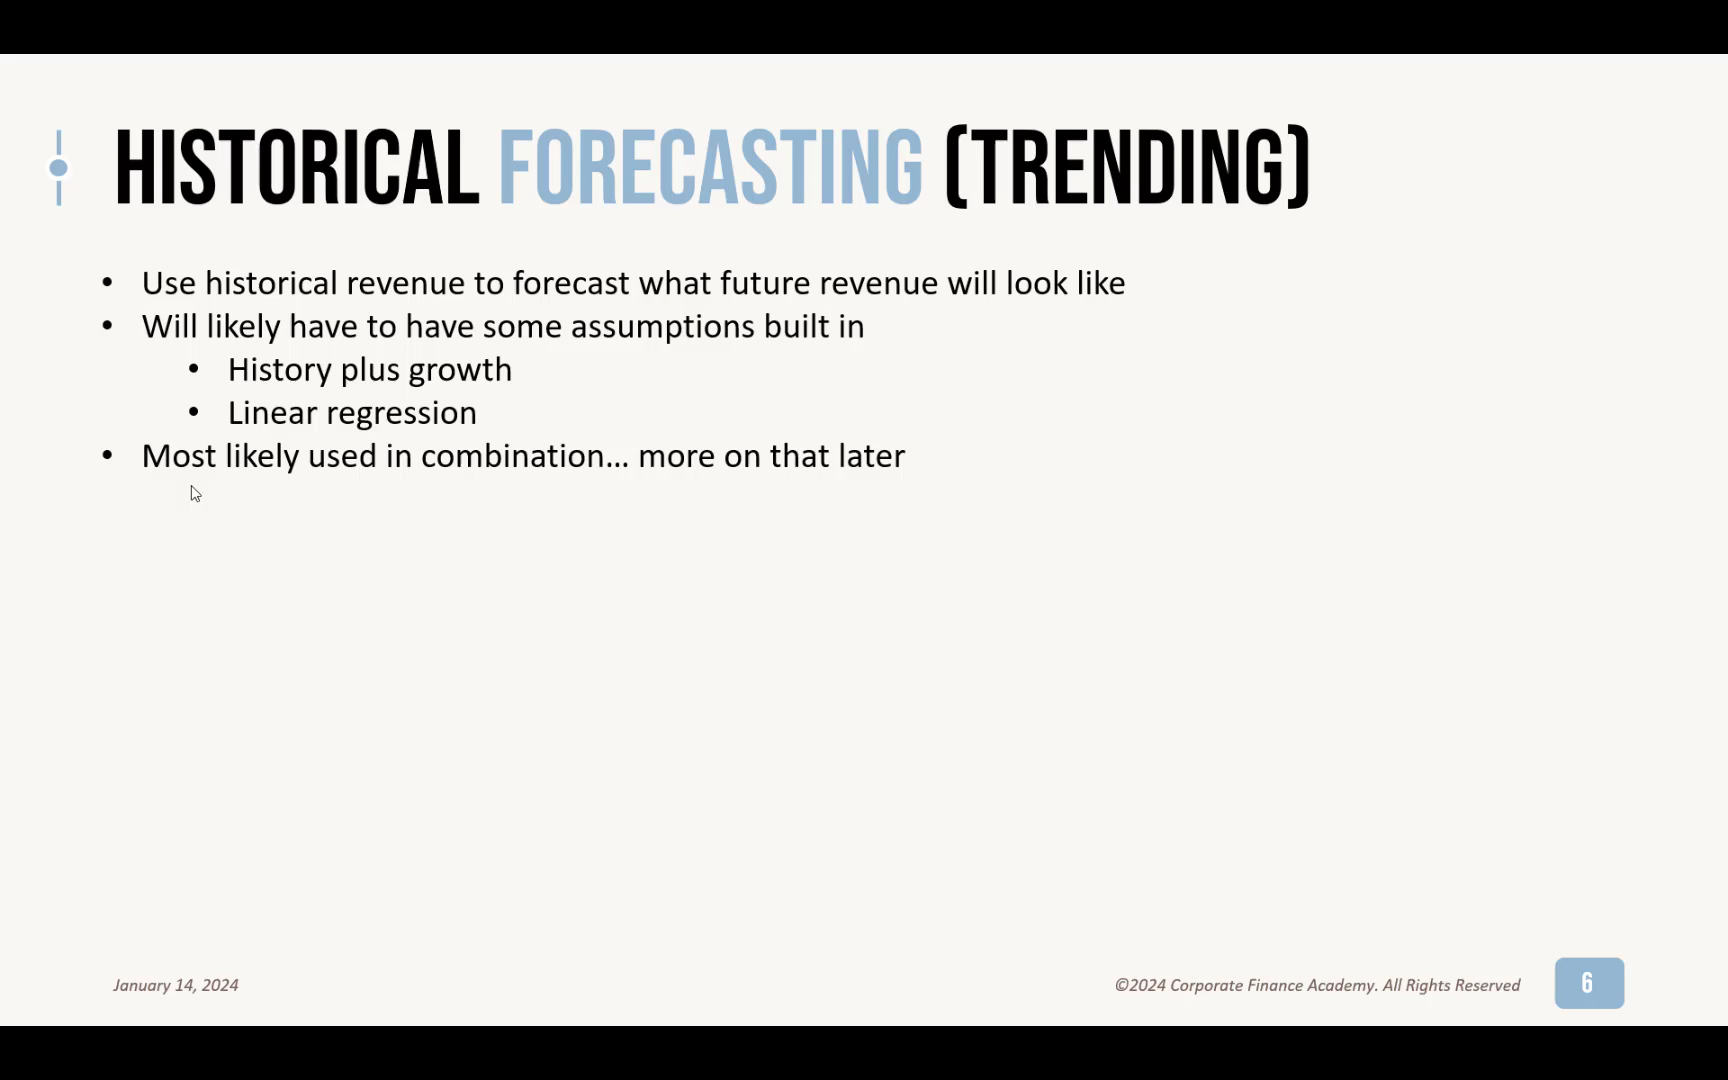 HISTORICAL FORECASTING (TRENDING)
• Use historical revenue to forecast what future revenue will look like
• Will likely have to have some assumptions built in
• History plus growth
• Linear regression
• Most likely used in combination... more on that later
January 14, 2024
©2024 Corporate Finance Academy. All Rights Reserved
6